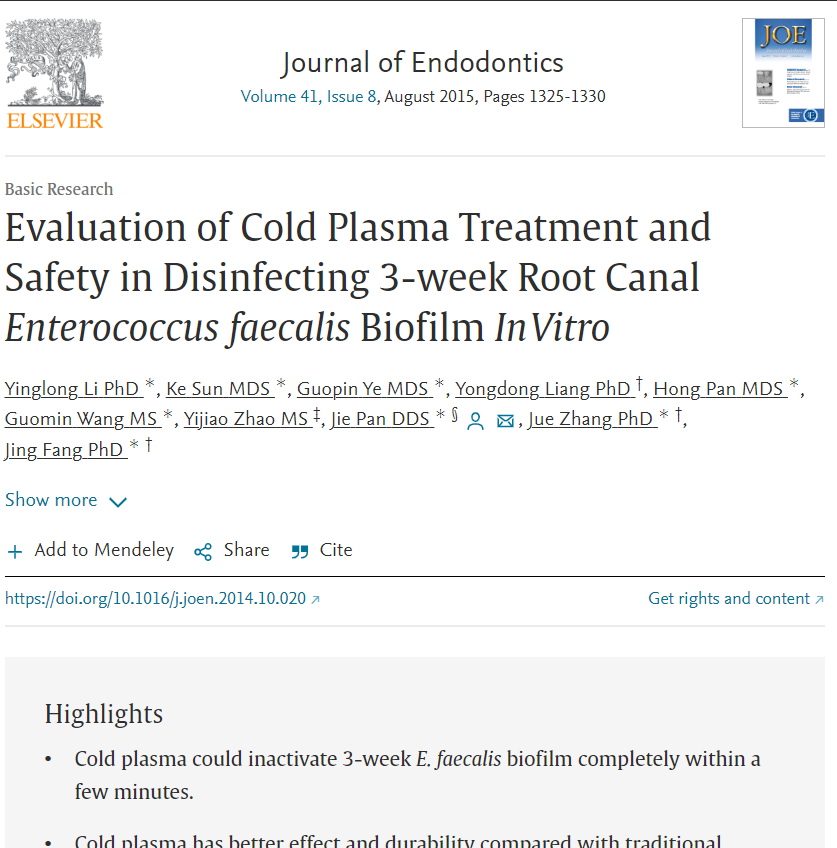 ELSEVIER
Journal of Endodontics
Volume 41, Issue 8, August 2015, Pages 1325-1330
JOE
Basic Research
Evaluation of Cold Plasma Treatment and
Safety in Disinfecting 3-week Root Canal
Enterococcus faecalis Biofilm In Vitro
Yinglong Li PhD *, Ke Sun MDS *, Guopin Ye MDS *, Yongdong Liang PhD †, Hong Pan MDS *,
Guomin Wang MS *, Yijiao Zhao MS ‡, Jie Pan DDS * §, Jue Zhang PhD * †,
Jing Fang PhD * †
Show more
+ Add to Mendeley Share Cite
https://doi.org/10.1016/j.joen.2014.10.020 ↗ Get rights and content ↗
Highlights
• Cold plasma could inactivate 3-week E. faecalis biofilm completely within a
few minutes.
• Cold plasma has better effect and durability compared with traditional